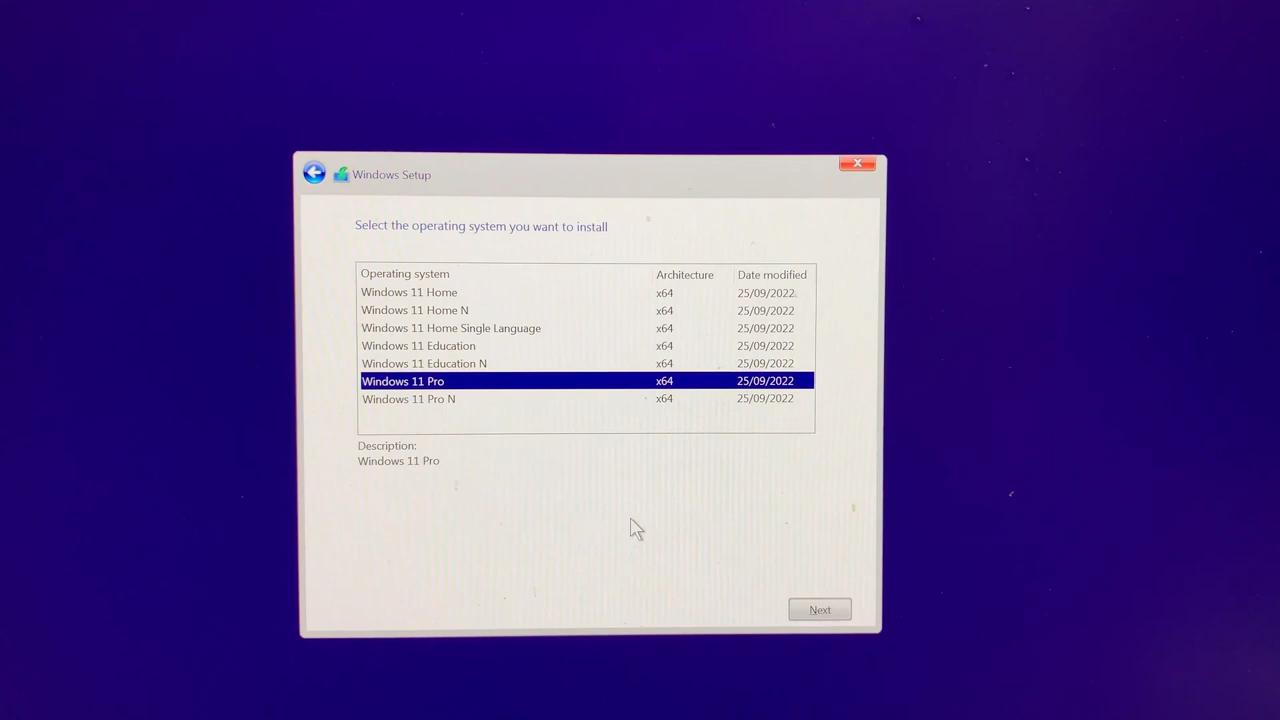 Windows Setup
Select the operating system you want to install
Operating system Architecture Date modified
Windows 11 Home x64 25/09/2022
Windows 11 Home N x64 25/09/2022
Windows 11 Home Single Language x64 25/09/2022
Windows 11 Education x64 25/09/2022
Windows 11 Education N x64 25/09/2022
Windows 11 Pro x64 25/09/2022
Windows 11 Pro N x64 25/09/2022
Description:
Windows 11 Pro
Next